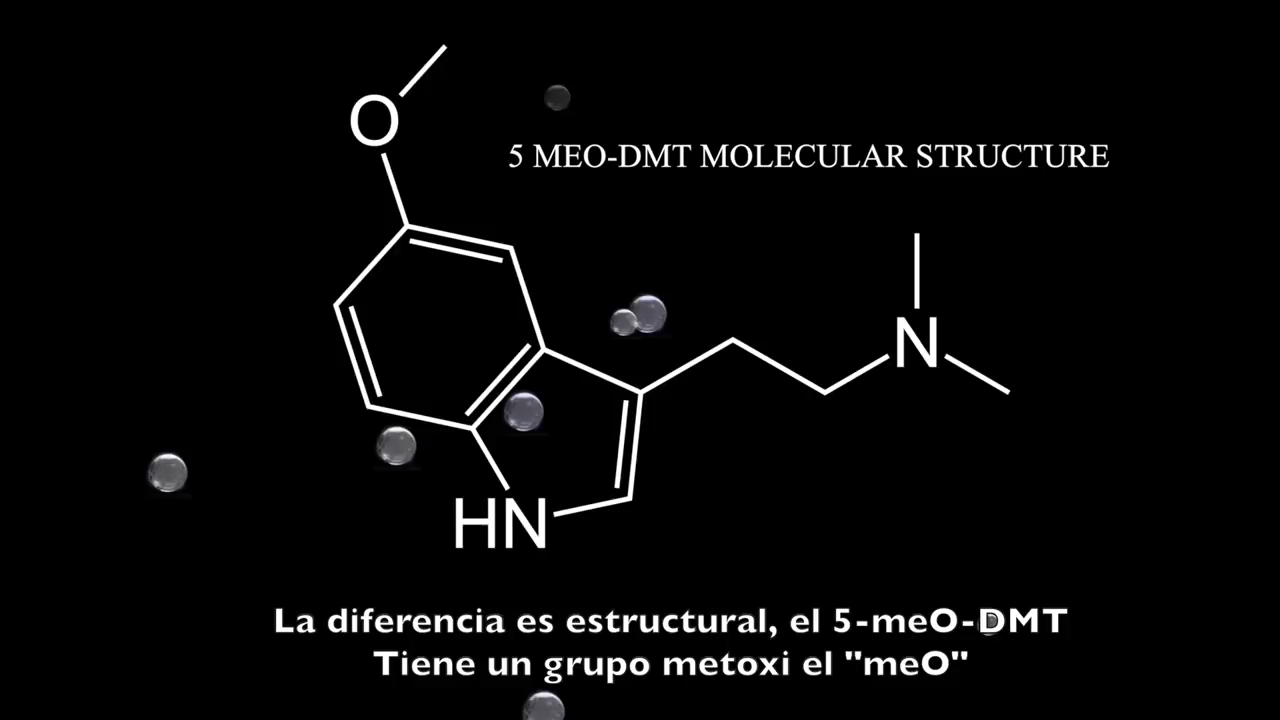 O
5 MEO-DMT MOLECULAR STRUCTURE
N
HN
La diferencia es estructural, el 5-meO-DMT
Tiene un grupo metoxi el "meO"